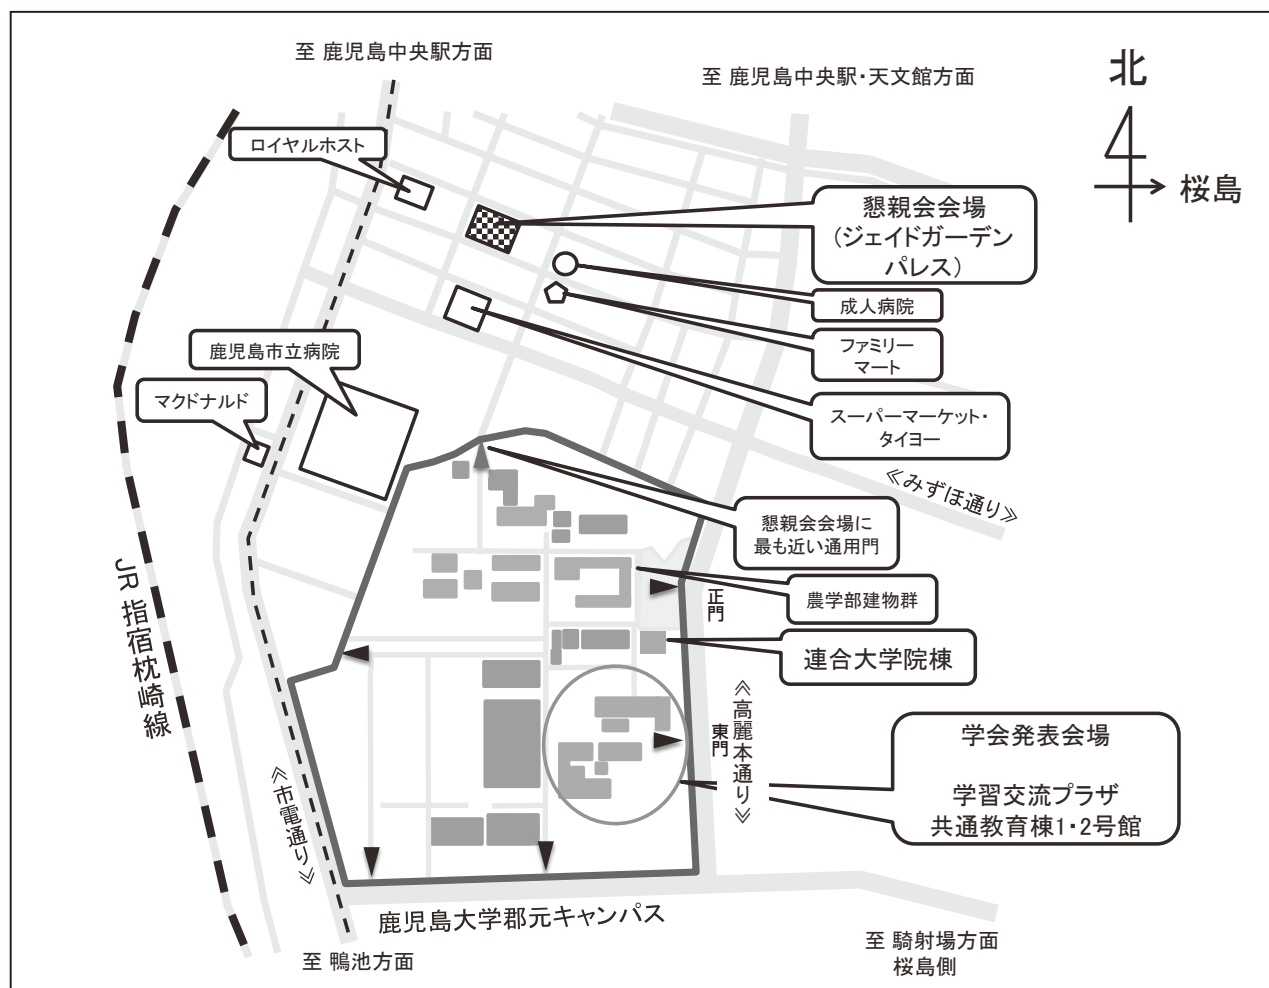 至 鹿児島中央駅方面
至 鹿児島中央駅・天文館方面
北
桜島
ロイヤルホスト
懇親会会場
(ジェイドガーデン
パレス)
成人病院
ファミリー
マート
鹿児島市立病院
マクドナルド
スーパーマーケット・
タイヨー
≪みずほ通り≫
懇親会会場に
最も近い通用門
正門
農学部建物群
連合大学院棟
JR 指宿枕崎線
≪高麗本通り≫
東門
学会発表会場
学習交流プラザ
共通教育棟1・2号館
≪市電通り≫
鹿児島大学郡元キャンパス
至 鴨池方面
至 騎射場方面
桜島側